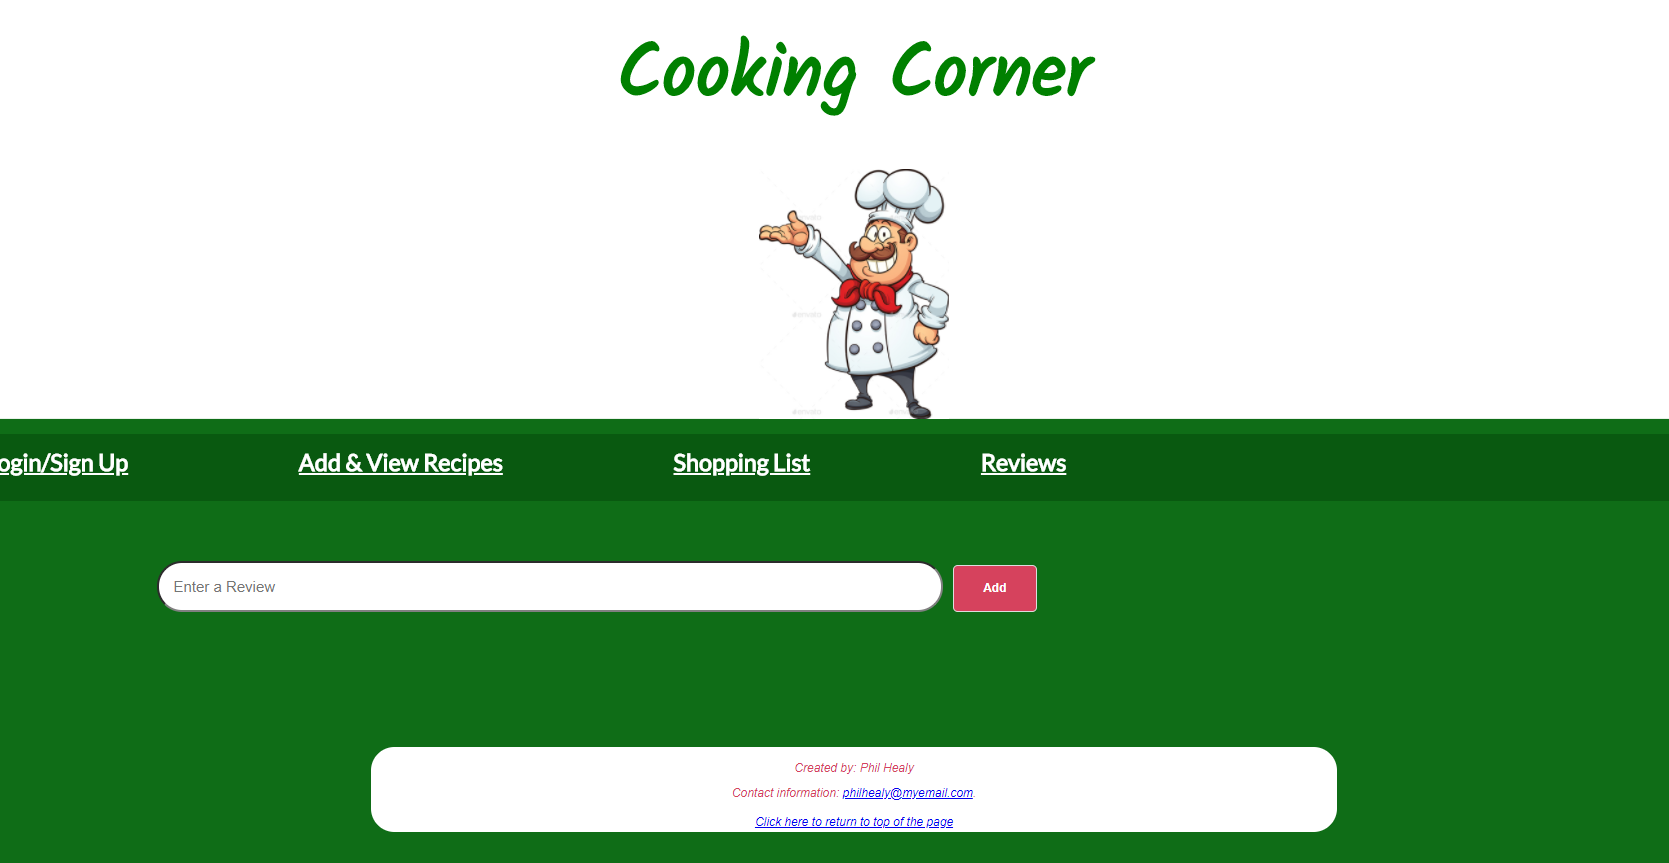 Cooking Corner
ogin/Sign Up
Add & View Recipes
Shopping List
Reviews
Enter a Review
Add
Created by: Phil Healy
Contact information: philhealy@myemail.com.
Click here to return to top of the page